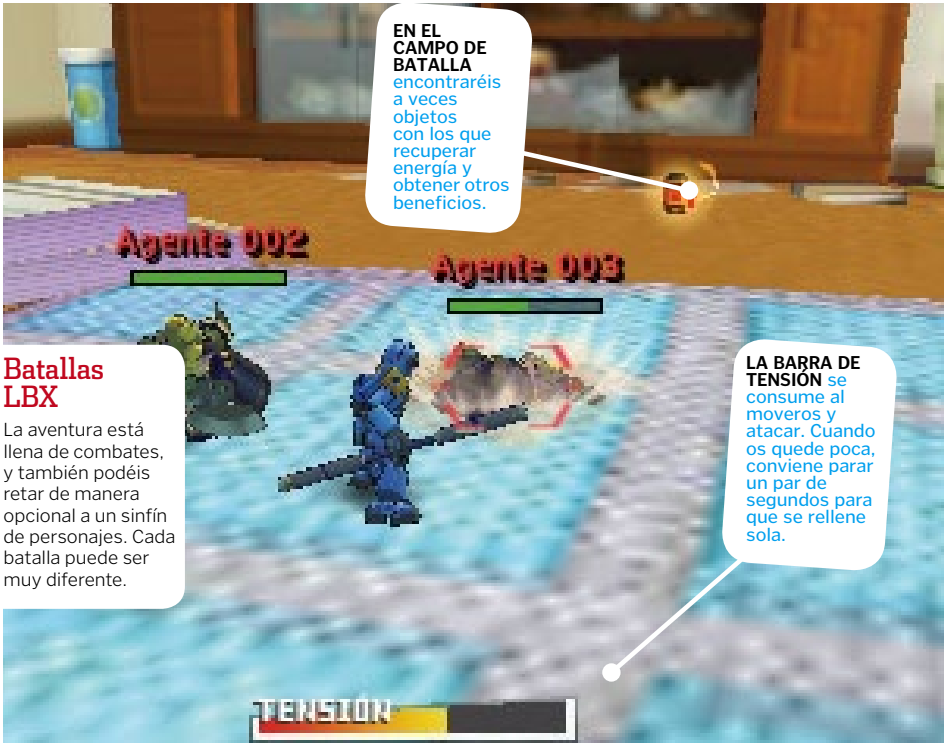 EN EL
CAMPO DE
BATALLA
encontraréis
a veces
objetos
con los que
recuperar
energía y
obtener otros
beneficios.
Agente 002
Agente 003
Batallas
LBX
La aventura está
llena de combates,
y también podéis
retar de manera
opcional a un sinfín
de personajes. Cada
batalla puede ser
muy diferente.
LA BARRA DE
TENSIÓN se
consume al
moveros y
atacar. Cuando
os quede poca,
conviene parar
un par de
segundos para
que se rellene
sola.
TENSIÓN